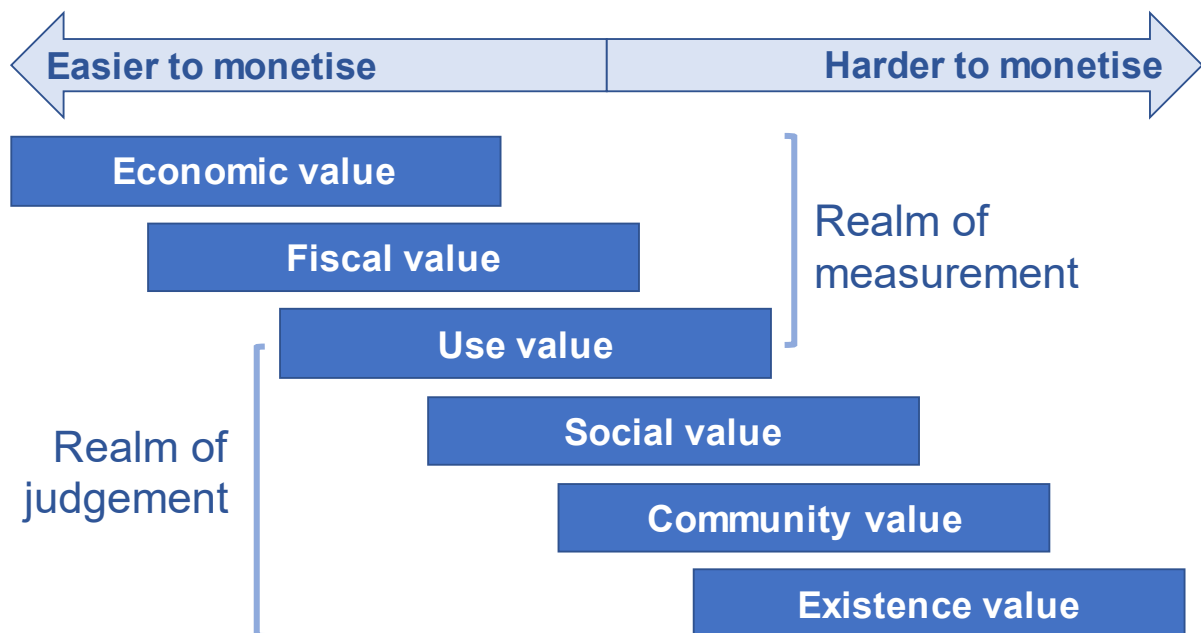 Easier to monetise
Harder to monetise
Economic value
Fiscal value
Realm of
measurement
Use value
Social value
Realm of
judgement
Community value
Existence value